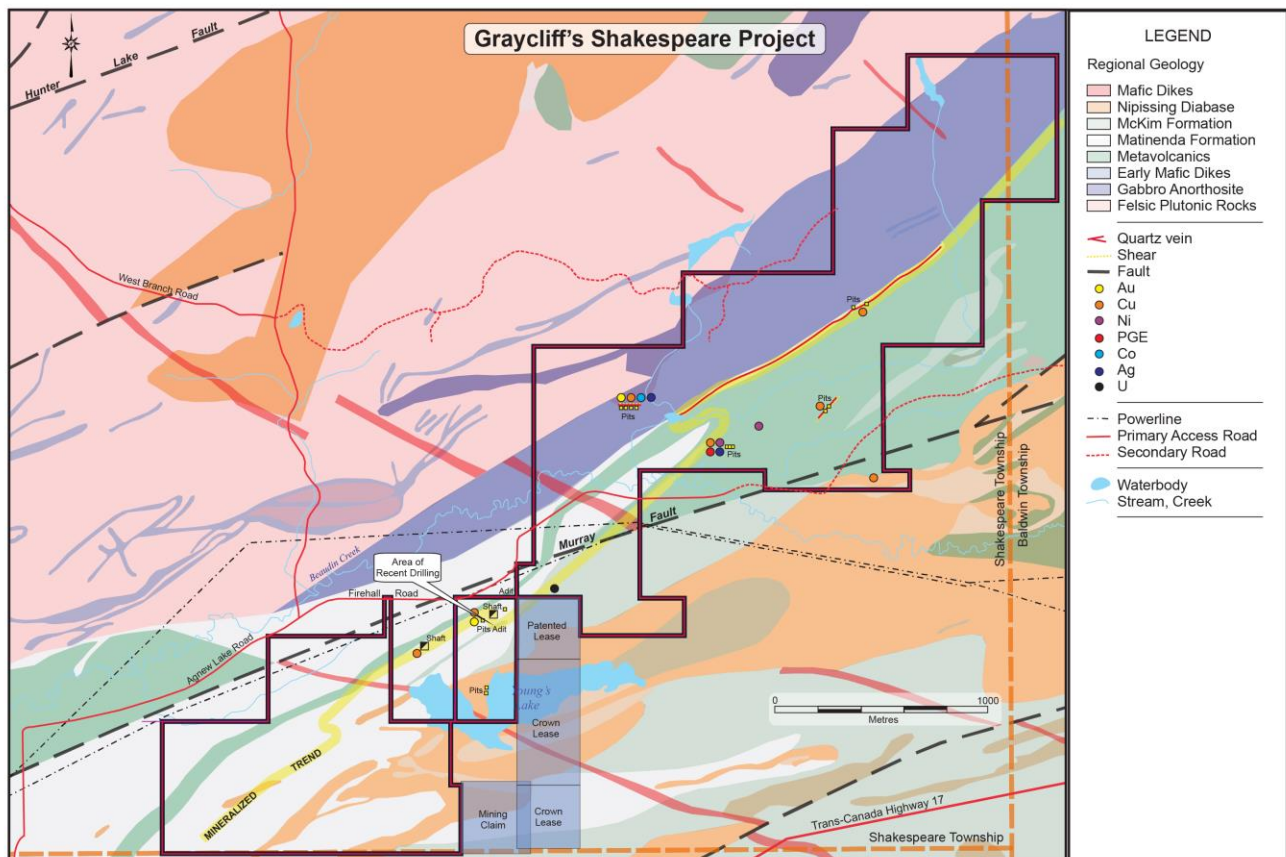 Graycliff's Shakespeare Project
Hunter Lake Fault
West Branch Road
Pits
Pits
Pits
Pits
Murray Fault
Beaulin Creek
Area of
Recent Drilling
Firehall Road
Adit
Shaft
Pits Adit
Shaft
Pits
Agnew Lake Road
Patented
Lease
Young's
Lake
Crown
Lease
Crown
Lease
Mining
Claim
MINERALIZED TREND
Shakespeare Township
Baldwin Township
0 1000
Metres
Trans-Canada Highway 17
Shakespeare Township
LEGEND
Regional Geology
Mafic Dikes
Nipissing Diabase
McKim Formation
Matinenda Formation
Metavolcanics
Early Mafic Dikes
Gabbro Anorthosite
Felsic Plutonic Rocks
Quartz vein
Shear
Fault
Au
Cu
Ni
PGE
Co
Ag
U
Powerline
Primary Access Road
Secondary Road
Waterbody
Stream, Creek